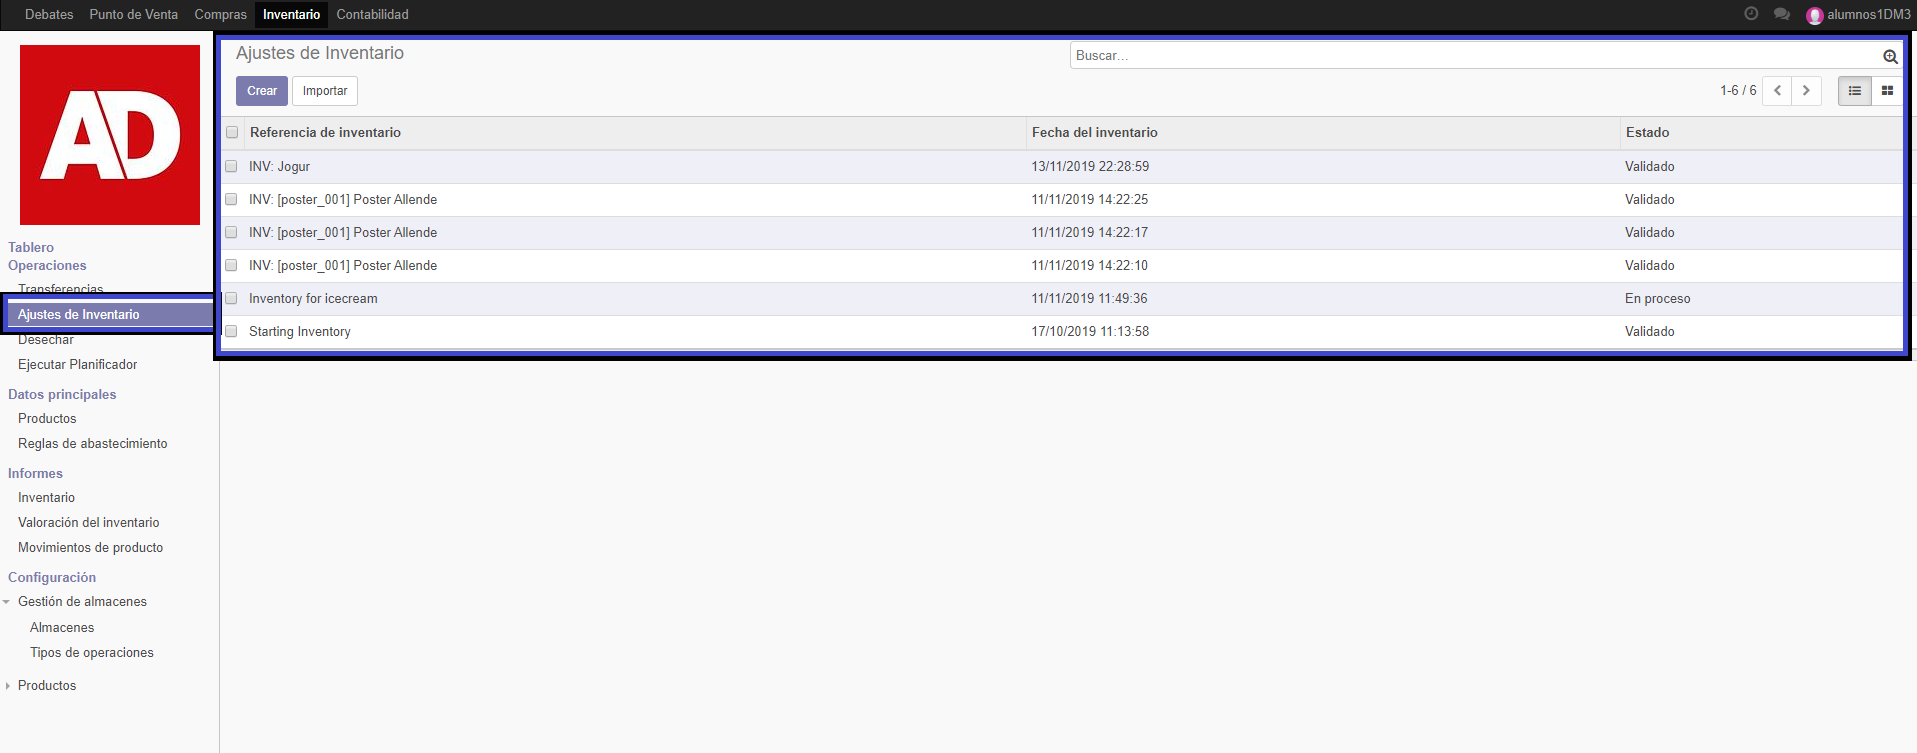 Debates Punto de Venta Compras Inventario Contabilidad alumnos1DM3
AD
Tablero
Operaciones
Transferencias
Ajustes de Inventario
Desechar
Ejecutar Planificador
Datos principales
Productos
Reglas de abastecimiento
Informes
Inventario
Valoración del inventario
Movimientos de producto
Configuración
Gestión de almacenes
Almacenes
Tipos de operaciones
Productos
Ajustes de Inventario
Buscar...
Crear Importar 1-6 / 6
Referencia de inventario Fecha del inventario Estado
INV: Jogur 13/11/2019 22:28:59 Validado
INV: [poster_001] Poster Allende 11/11/2019 14:22:25 Validado
INV: [poster_001] Poster Allende 11/11/2019 14:22:17 Validado
INV: [poster_001] Poster Allende 11/11/2019 14:22:10 Validado
Inventory for icecream 11/11/2019 11:49:36 En proceso
Starting Inventory 17/10/2019 11:13:58 Validado